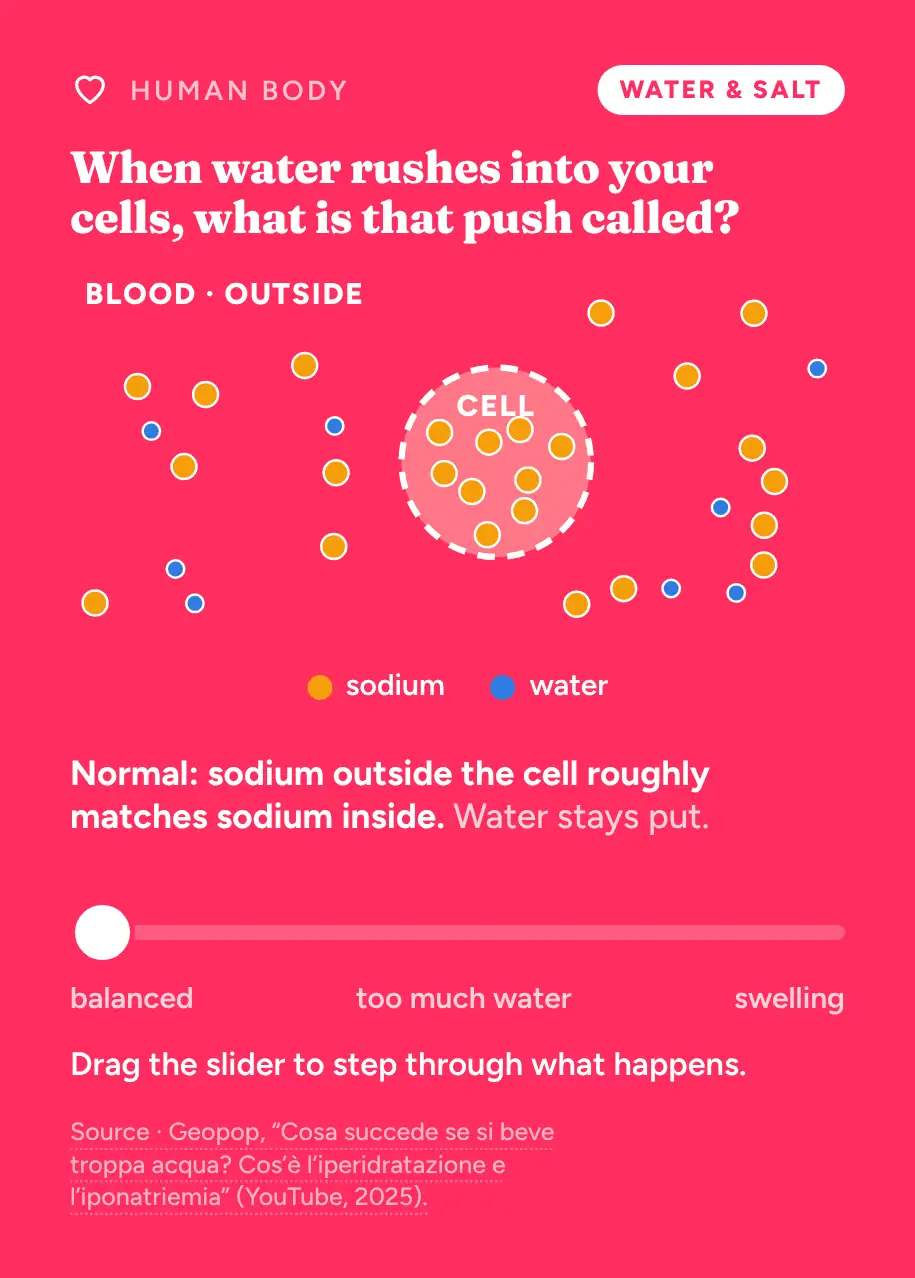 HUMAN BODY
WATER & SALT
When water rushes into your
cells, what is that push called?
BLOOD · OUTSIDE
CELL
sodium
water
Normal: sodium outside the cell roughly
matches sodium inside. Water stays put.
balanced
too much water
swelling
Drag the slider to step through what happens.
Source · Geopop, “Cosa succede se si beve
troppa acqua? Cos’è l’iperidratazione e
l’iponatriemia” (YouTube, 2025).